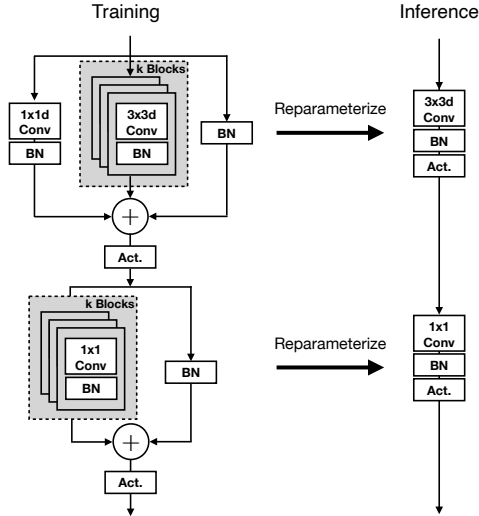 Training
Inference
k Blocks
1x1d
Conv
BN
3x3d
Conv
BN
BN
Reparameterize
3x3d
Conv
BN
Act.
+
Act.
k Blocks
1x1
Conv
BN
BN
Reparameterize
1x1
Conv
BN
Act.
+
Act.